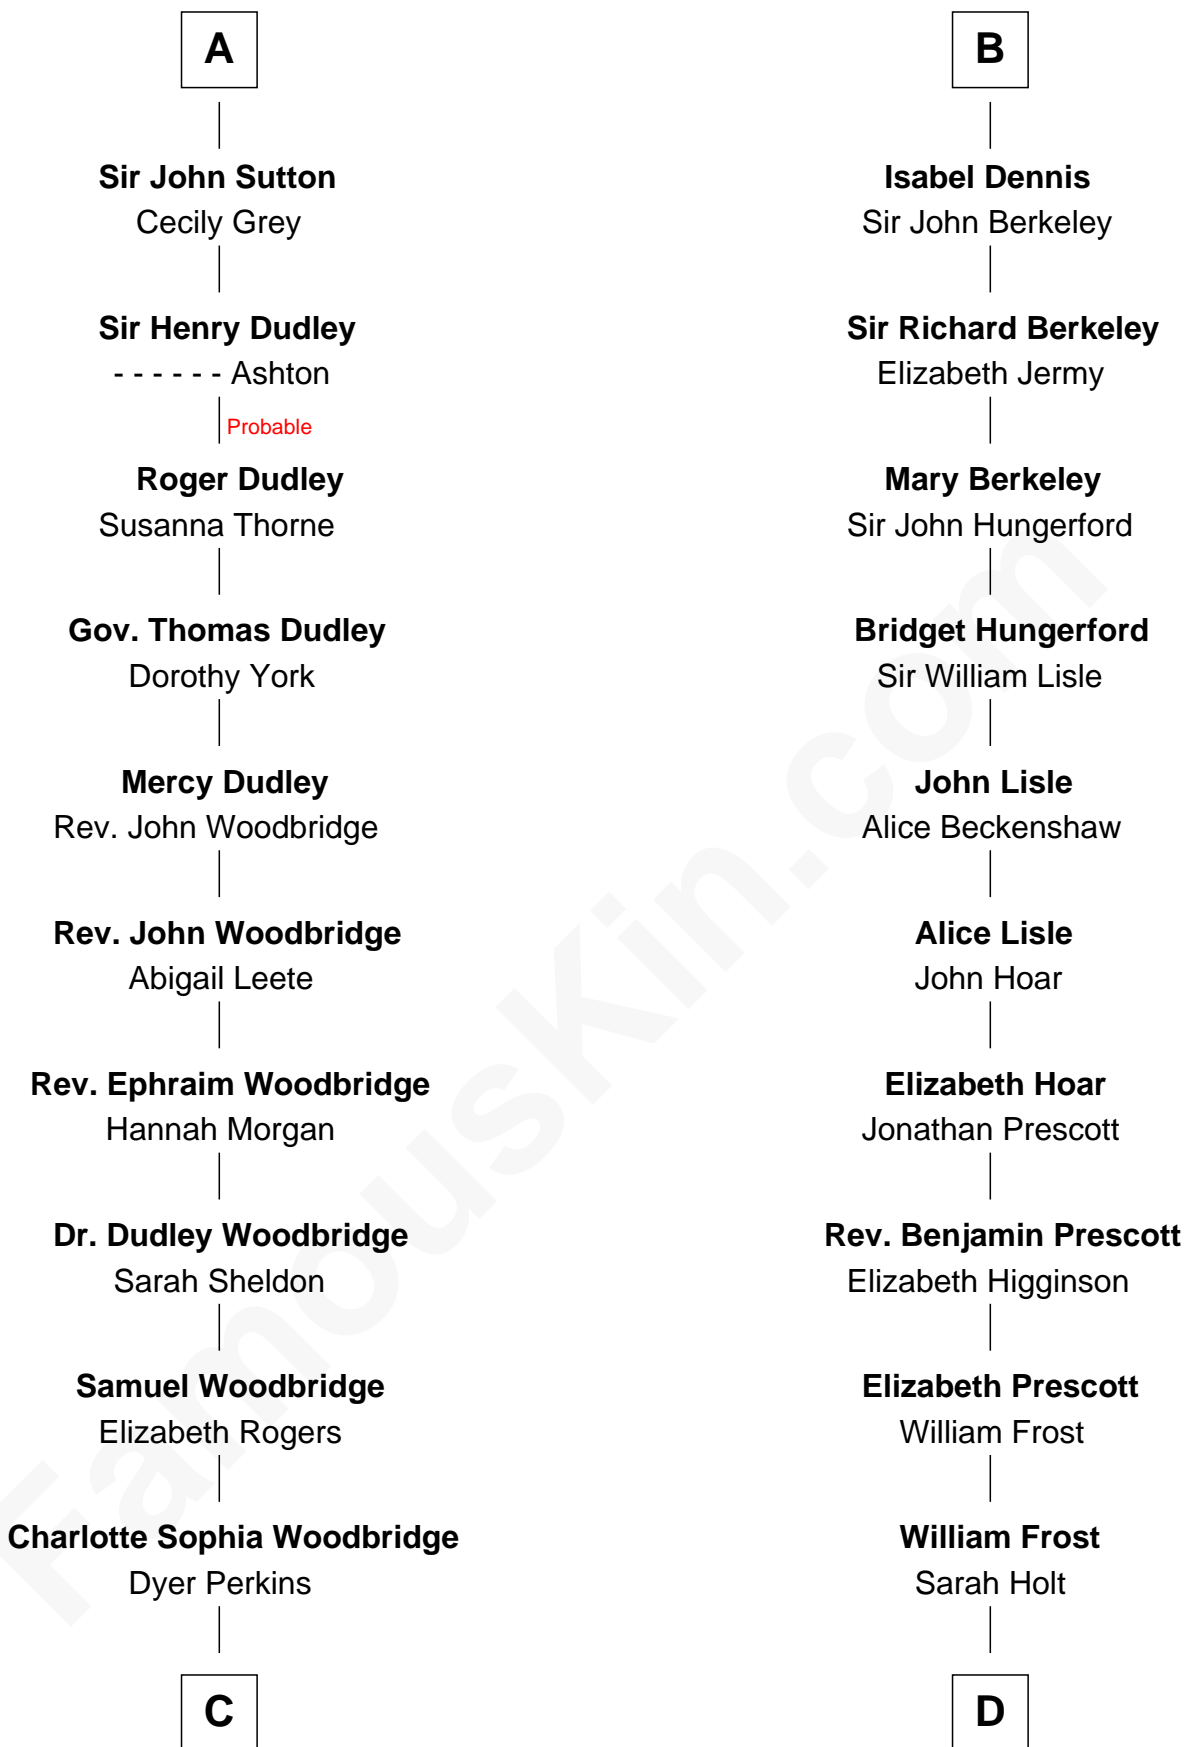 A
Sir John Sutton
Cecily Grey
Sir Henry Dudley
- - - - - - Ashton
Probable
Roger Dudley
Susanna Thorne
Gov. Thomas Dudley
Dorothy York
Mercy Dudley
Rev. John Woodbridge
Rev. John Woodbridge
Abigail Leete
Rev. Ephraim Woodbridge
Hannah Morgan
Dr. Dudley Woodbridge
Sarah Sheldon
Samuel Woodbridge
Elizabeth Rogers
Charlotte Sophia Woodbridge
Dyer Perkins
C
B
Isabel Dennis
Sir John Berkeley
Sir Richard Berkeley
Elizabeth Jermy
Mary Berkeley
Sir John Hungerford
Bridget Hungerford
Sir William Lisle
John Lisle
Alice Beckenshaw
Alice Lisle
John Hoar
Elizabeth Hoar
Jonathan Prescott
Rev. Benjamin Prescott
Elizabeth Higginson
Elizabeth Prescott
William Frost
William Frost
Sarah Holt
D
FamousKin.com